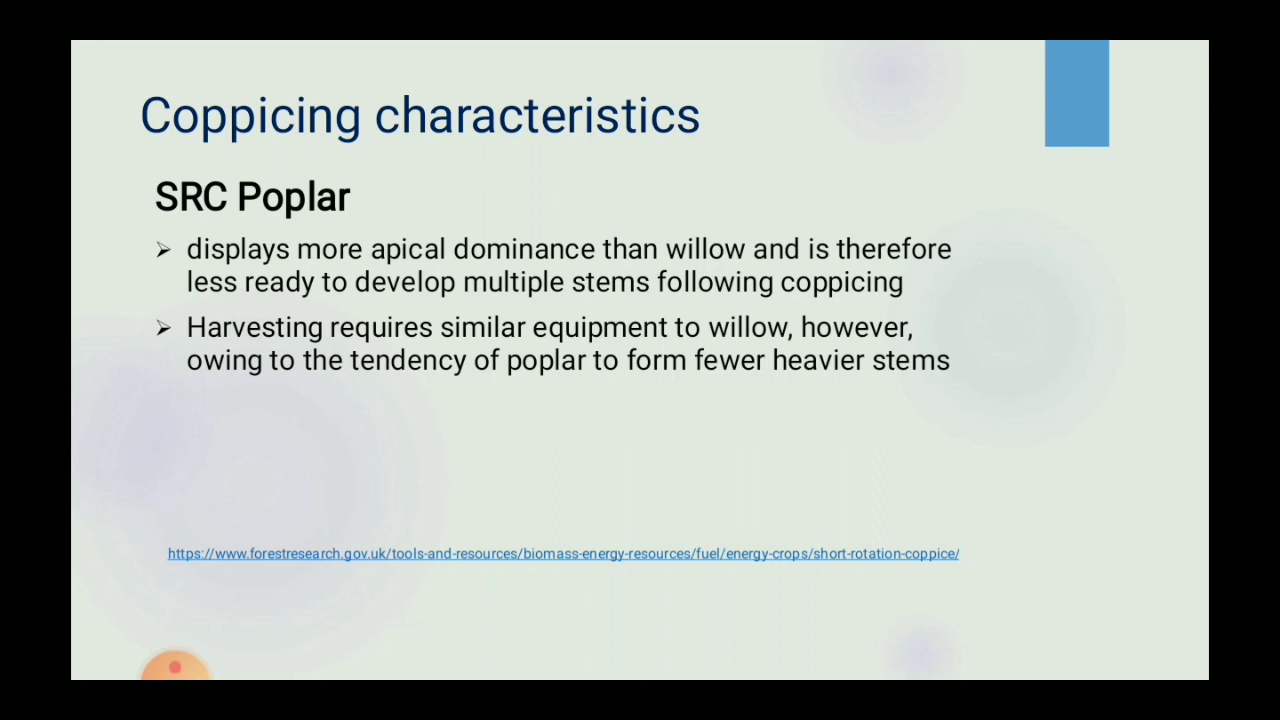 Coppicing characteristics
SRC Poplar
➢ displays more apical dominance than willow and is therefore
less ready to develop multiple stems following coppicing
➢ Harvesting requires similar equipment to willow, however,
owing to the tendency of poplar to form fewer heavier stems
https://www.forestresearch.gov.uk/tools-and-resources/biomass-energy-resources/fuel/energy-crops/short-rotation-coppice/